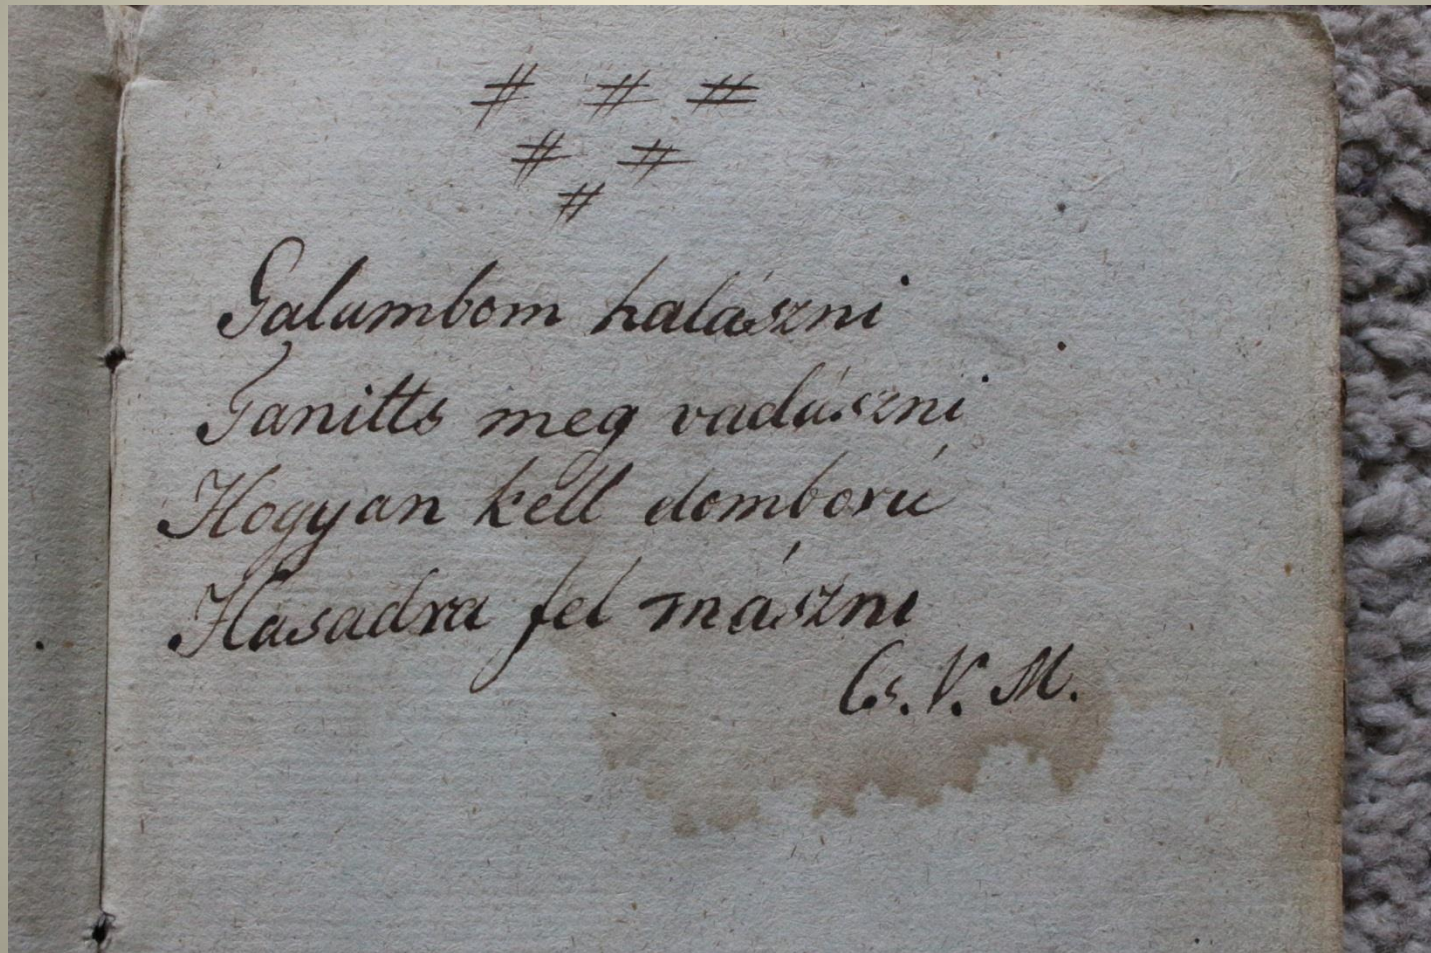 # # #
# #
#
Galambom halászni
Tanitts meg vadászni
Hogyan kell domború
Hasadra fel mászni
Cs. V. M.